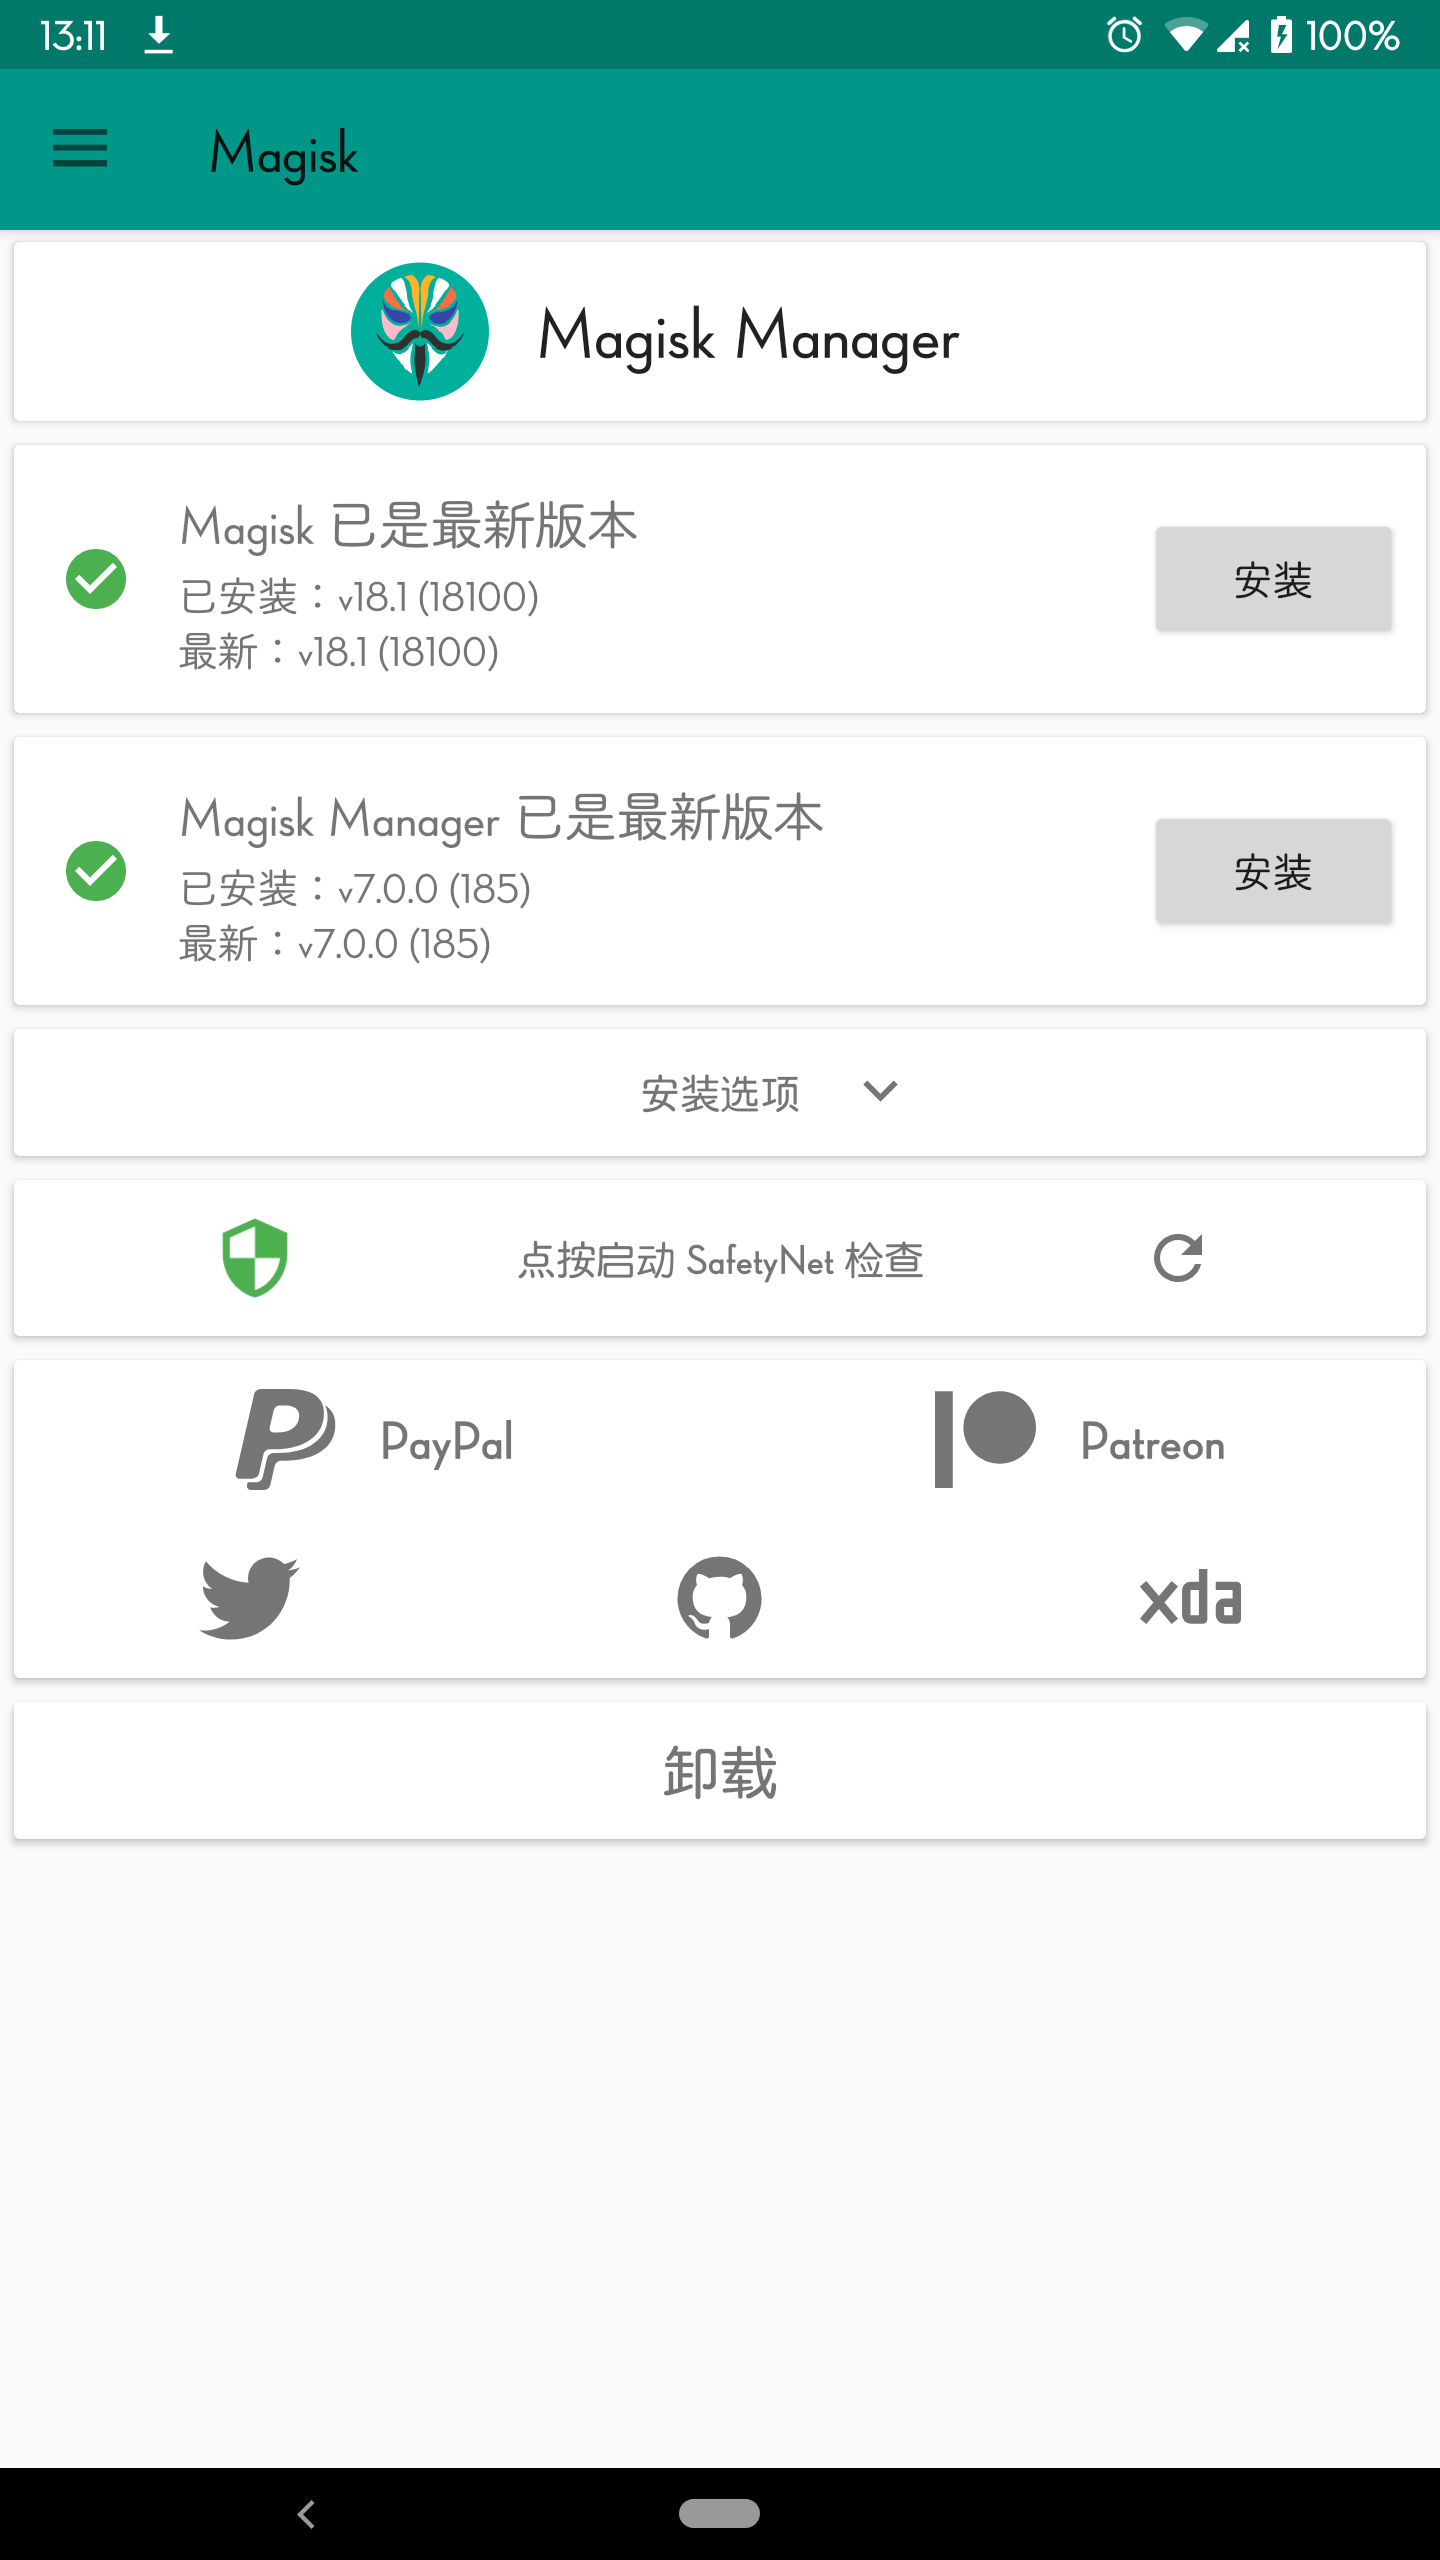 13:11
100%
Magisk
Magisk Manager
Magisk 已是最新版本
已安装：v18.1 (18100)
最新：v18.1 (18100)
安装
Magisk Manager 已是最新版本
已安装：v7.0.0 (185)
最新：v7.0.0 (185)
安装
安装选项
点按启动 SafetyNet 检查
PayPal
Patreon
xda
卸载